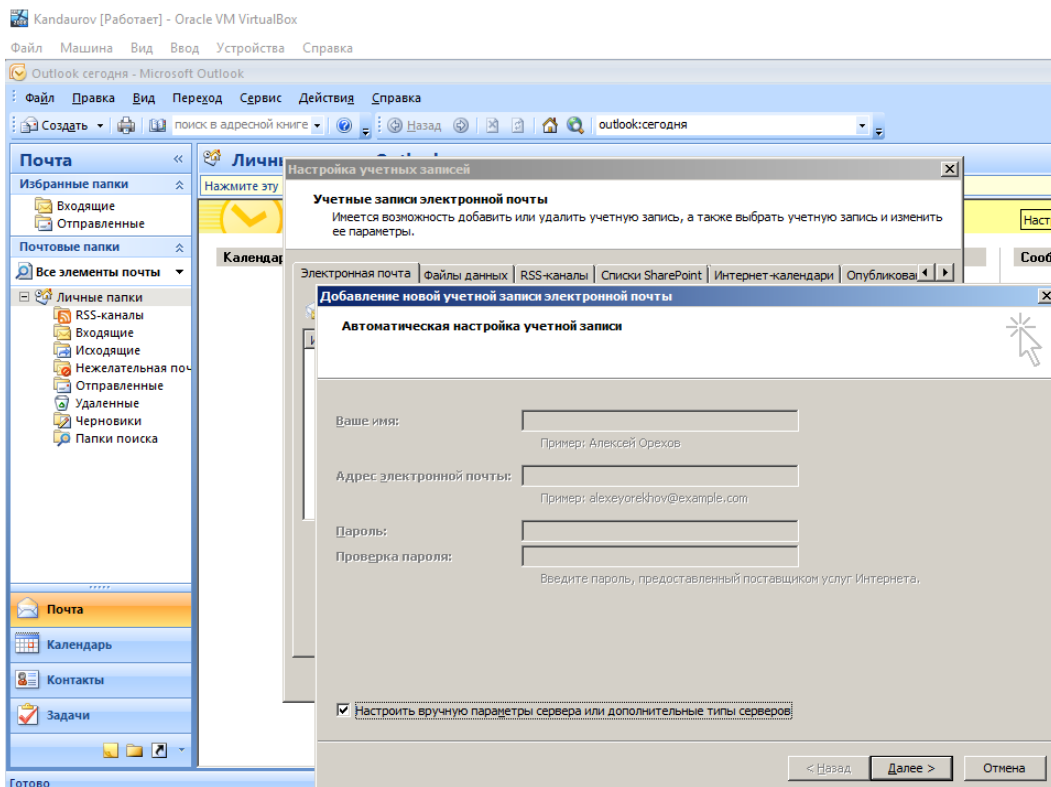 Kandaurov [Работает] - Oracle VM VirtualBox
Файл Машина Вид Ввод Устройства Справка
Outlook сегодня - Microsoft Outlook
Файл Правка Вид Переход Сервис Действия Справка
Создать поиск в адресной книге Назад outlook:сегодня
Почта
Избранные папки
Входящие
Отправленные
Почтовые папки
Все элементы почты
Личные папки
RSS-каналы
Входящие
Исходящие
Нежелательная поч
Отправленные
Удаленные
Черновики
Папки поиска
Почта
Календарь
Контакты
Задачи
Готово
Нажмите эту
Настройка учетных записей
Учетные записи электронной почты
Имеется возможность добавить или удалить учетную запись, а также выбрать учетную запись и изменить
ее параметры.
Электронная почта Файлы данных RSS-каналы Списки SharePoint Интернет-календари
Добавление новой учетной записи электронной почты
Автоматическая настройка учетной записи
Ваше имя:
Пример: Алексей Орехов
Адрес электронной почты:
Пример: alexeyorekhov@example.com
Пароль:
Проверка пароля:
Введите пароль, предоставленный поставщиком услуг Интернета.
Настроить вручную параметры сервера или дополнительные типы серверов
< Назад Далее > Отмена